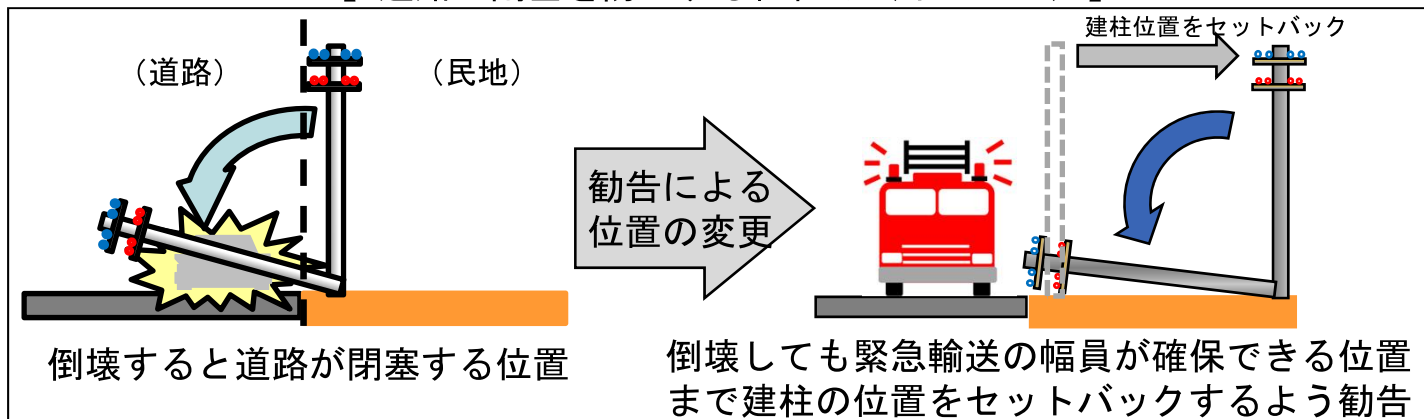 建柱位置をセットバック
（道路）
（民地）
勧告による
位置の変更
倒壊すると道路が閉塞する位置
倒壊しても緊急輸送の幅員が確保できる位置
まで建柱の位置をセットバックするよう勧告